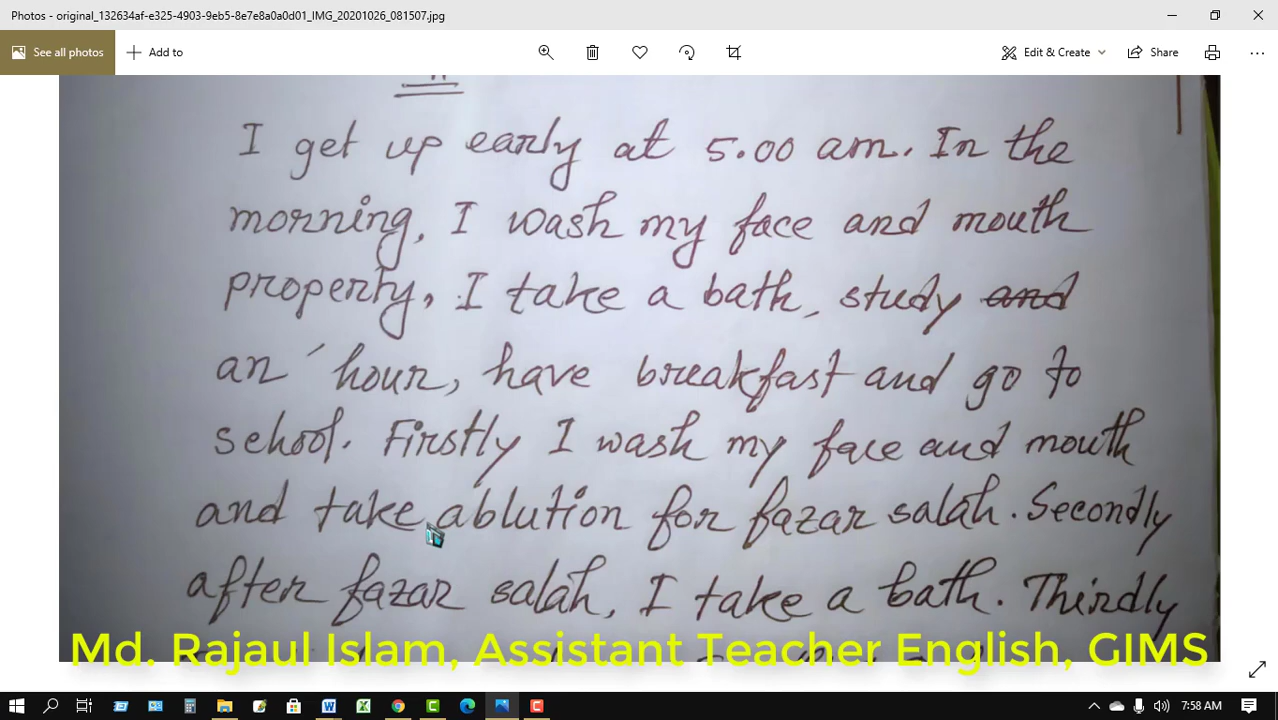 Photos - original_132634af-e325-4903-9eb5-8e7e8a0a0d01_IMG_20201026_081507.jpg
See all photos
Add to
Edit & Create
Share
I get up early at 5.00 am. In the
morning, I wash my face and mouth
property, I take a bath, study and
an hour, have breakfast and go to
school. Firstly I wash my face and mouth
and take ablution for fazar salah. Secondly
after fazar salah, I take a bath. Thirdly
Md. Rajaul Islam, Assistant Teacher English, GIMS
7:58 AM